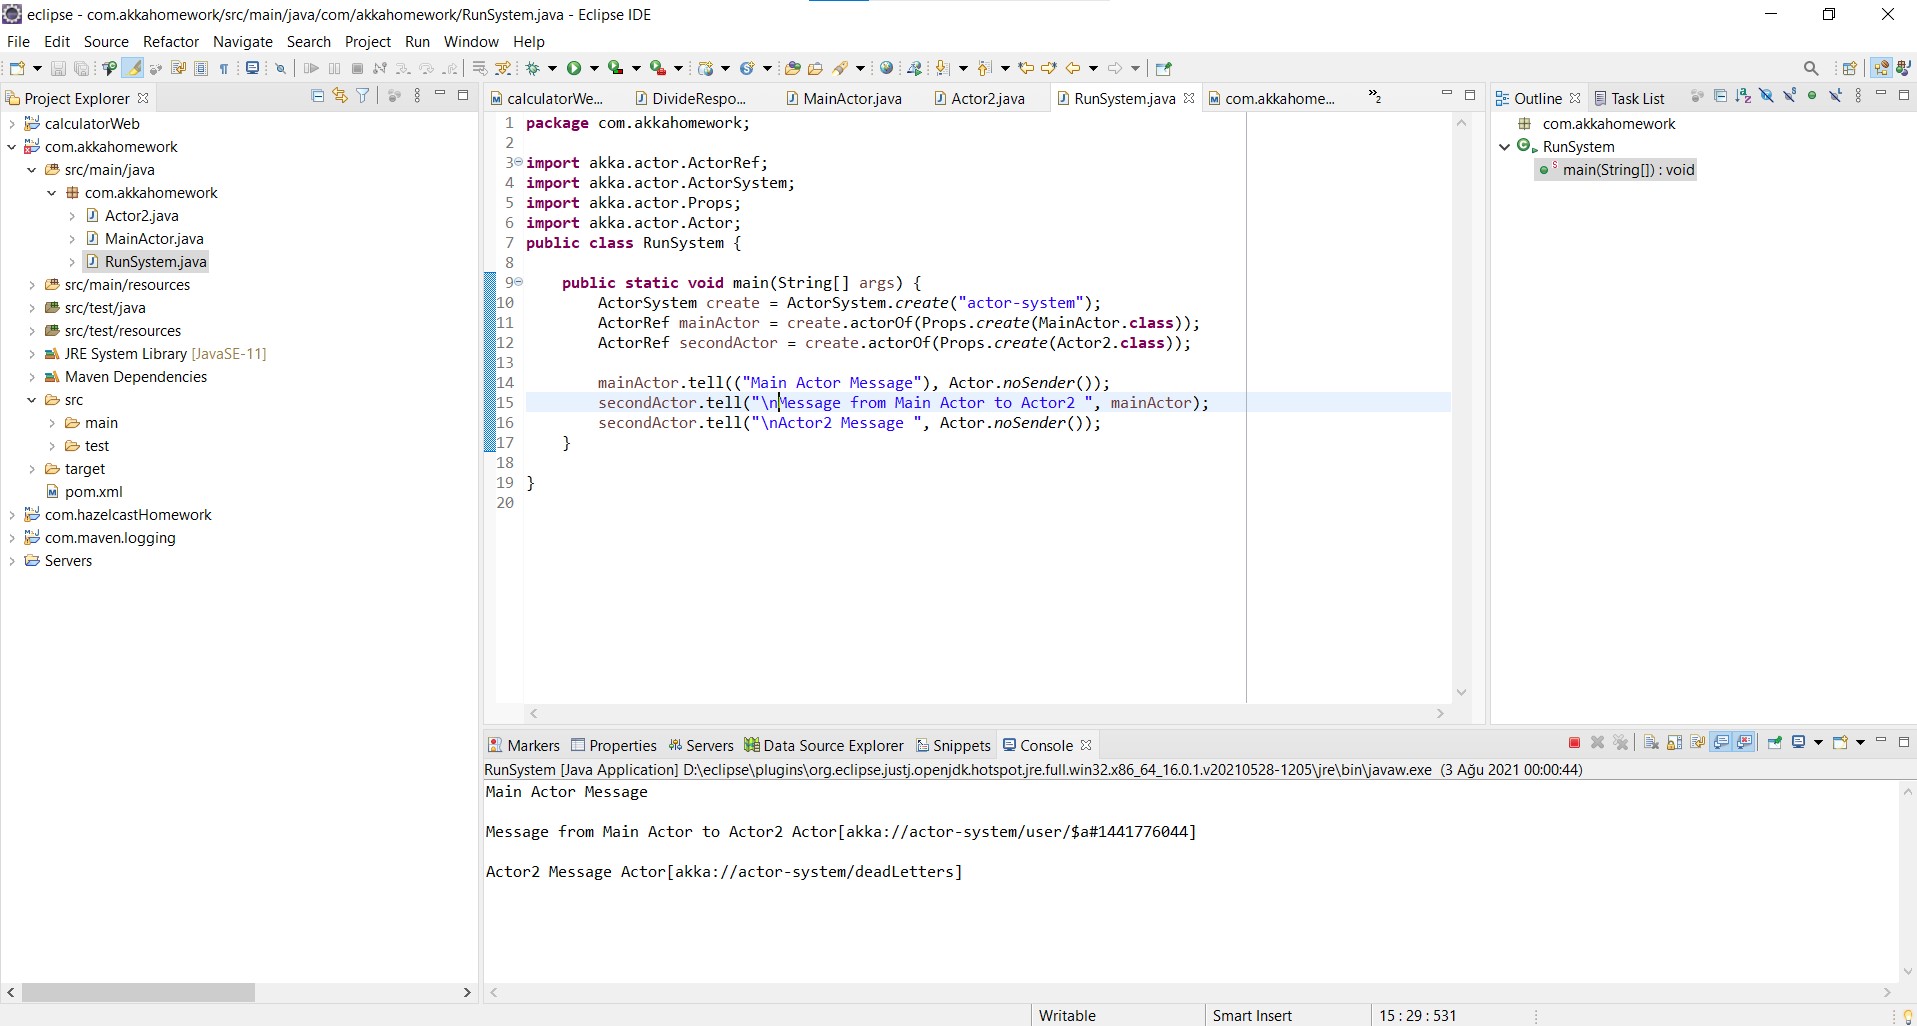 eclipse - com.akkahomework/src/main/java/com/akkahomework/RunSystem.java - Eclipse IDE
File Edit Source Refactor Navigate Search Project Run Window Help
Project Explorer
calculatorWeb
com.akkahomework
src/main/java
com.akkahomework
Actor2.java
MainActor.java
RunSystem.java
src/main/resources
src/test/java
src/test/resources
JRE System Library [JavaSE-11]
Maven Dependencies
src
main
test
target
pom.xml
com.hazelcastHomework
com.maven.logging
Servers
calculatorWe... DivideRespo... MainActor.java Actor2.java RunSystem.java com.akkahome... »2
1 package com.akkahomework;
2
3 import akka.actor.ActorRef;
4 import akka.actor.ActorSystem;
5 import akka.actor.Props;
6 import akka.actor.Actor;
7 public class RunSystem {
8
9 public static void main(String[] args) {
10 ActorSystem create = ActorSystem.create("actor-system");
11 ActorRef mainActor = create.actorOf(Props.create(MainActor.class));
12 ActorRef secondActor = create.actorOf(Props.create(Actor2.class));
13
14 mainActor.tell(("Main Actor Message"), Actor.noSender());
15 secondActor.tell("\nMessage from Main Actor to Actor2 ", mainActor);
16 secondActor.tell("\nActor2 Message ", Actor.noSender());
17 }
18
19 }
20
Outline Task List
com.akkahomework
RunSystem
main(String[]) : void
Markers Properties Servers Data Source Explorer Snippets Console
RunSystem [Java Application] D:\eclipse\plugins\org.eclipse.justj.openjdk.hotspot.jre.full.win32.x86_64_16.0.1.v20210528-1205\jre\bin\javaw.exe (3 Ağu 2021 00:00:44)
Main Actor Message
Message from Main Actor to Actor2 Actor[akka://actor-system/user/$a#1441776044]
Actor2 Message Actor[akka://actor-system/deadLetters]
Writable Smart Insert 15 : 29 : 531